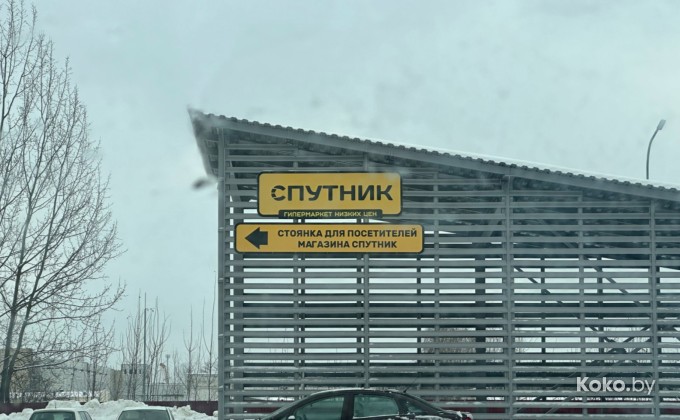 СПУТНИК
ГИПЕРМАРКЕТ НИЗКИХ ЦЕН
СТОЯНКА ДЛЯ ПОСЕТИТЕЛЕЙ
МАГАЗИНА СПУТНИК
Koko.by